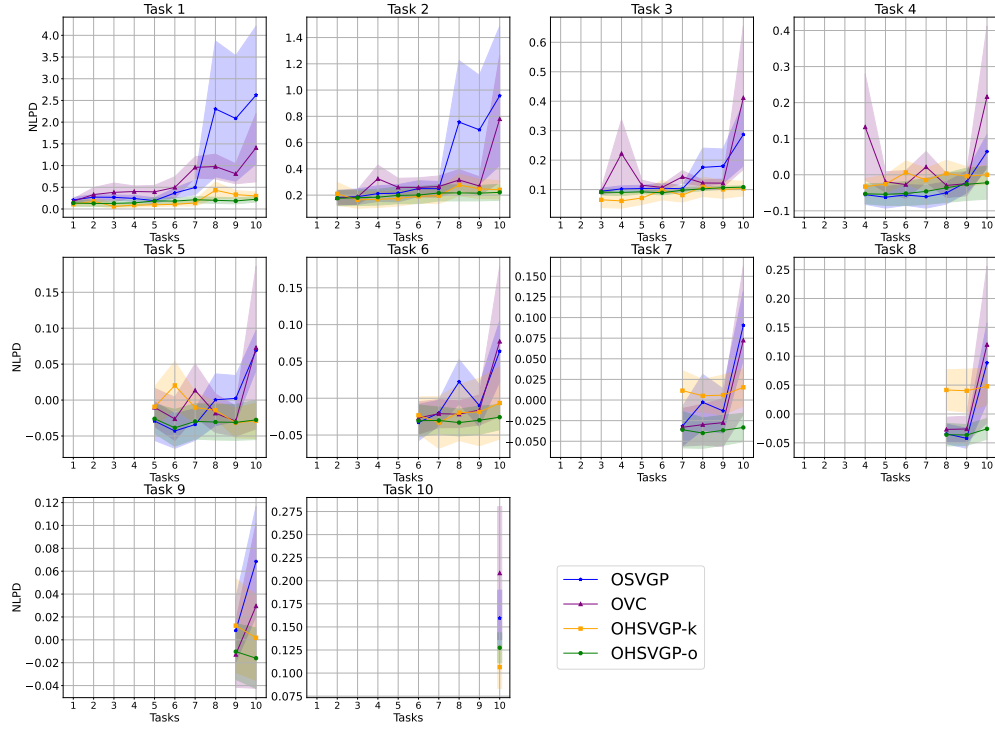 Task 1
Task 2
Task 3
Task 4
NLPD
4.0
3.5
3.0
2.5
2.0
1.5
1.0
0.5
0.0
1.4
1.2
1.0
0.8
0.6
0.4
0.2
0.6
0.5
0.4
0.3
0.2
0.1
0.4
0.3
0.2
0.1
0.0
−0.1
1 2 3 4 5 6 7 8 9 10
1 2 3 4 5 6 7 8 9 10
1 2 3 4 5 6 7 8 9 10
1 2 3 4 5 6 7 8 9 10
Tasks
Tasks
Tasks
Tasks
Task 5
Task 6
Task 7
Task 8
NLPD
0.15
0.10
0.05
0.00
−0.05
0.15
0.10
0.05
0.00
−0.05
0.150
0.125
0.100
0.075
0.050
0.025
0.000
−0.025
−0.050
0.25
0.20
0.15
0.10
0.05
0.00
−0.05
1 2 3 4 5 6 7 8 9 10
1 2 3 4 5 6 7 8 9 10
1 2 3 4 5 6 7 8 9 10
1 2 3 4 5 6 7 8 9 10
Tasks
Tasks
Tasks
Tasks
Task 9
Task 10
NLPD
0.12
0.10
0.08
0.06
0.04
0.02
0.00
−0.02
−0.04
0.275
0.250
0.225
0.200
0.175
0.150
0.125
0.100
0.075
1 2 3 4 5 6 7 8 9 10
1 2 3 4 5 6 7 8 9 10
Tasks
Tasks
OSVGP
OVC
OHSVGP-k
OHSVGP-o